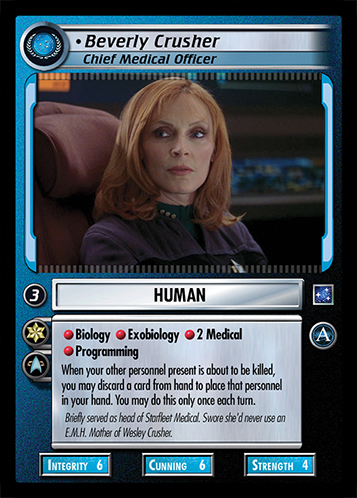 • Beverly Crusher
Chief Medical Officer
3
HUMAN
A
Biology Exobiology 2 Medical
Programming
When your other personnel present is about to be killed,
you may discard a card from hand to place that personnel
in your hand. You may do this only once each turn.
Briefly served as head of Starfleet Medical. Swore she'd never use an
E.M.H. Mother of Wesley Crusher.
INTEGRITY 6 CUNNING 6 STRENGTH 4